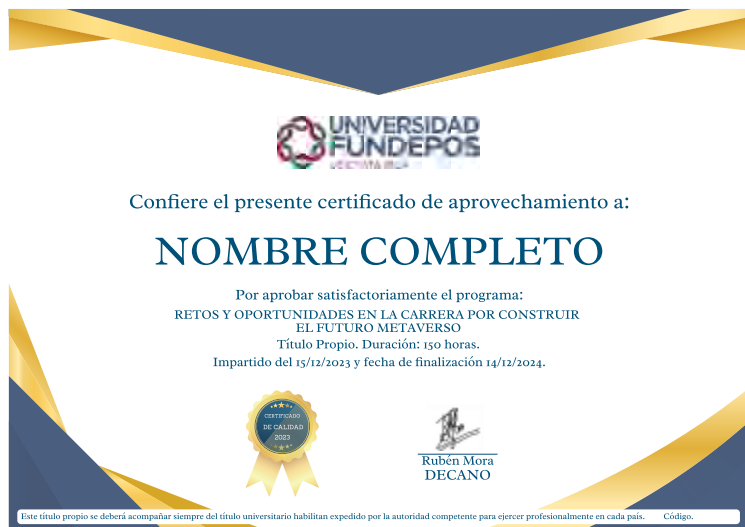 UNIVERSIDAD
FUNDEPOS
Confiere el presente certificado de aprovechamiento a:
NOMBRE COMPLETO
Por aprobar satisfactoriamente el programa:
RETOS Y OPORTUNIDADES EN LA CARRERA POR CONSTRUIR
EL FUTURO METAVERSO
Título Propio. Duración: 150 horas.
Impartido del 15/12/2023 y fecha de finalización 14/12/2024.
CERTIFICADO
DE CALIDAD
2023
Rubén Mora
DECANO
Este título propio se deberá acompañar siempre del título universitario habilitan expedido por la autoridad competente para ejercer profesionalmente en cada país. Código.